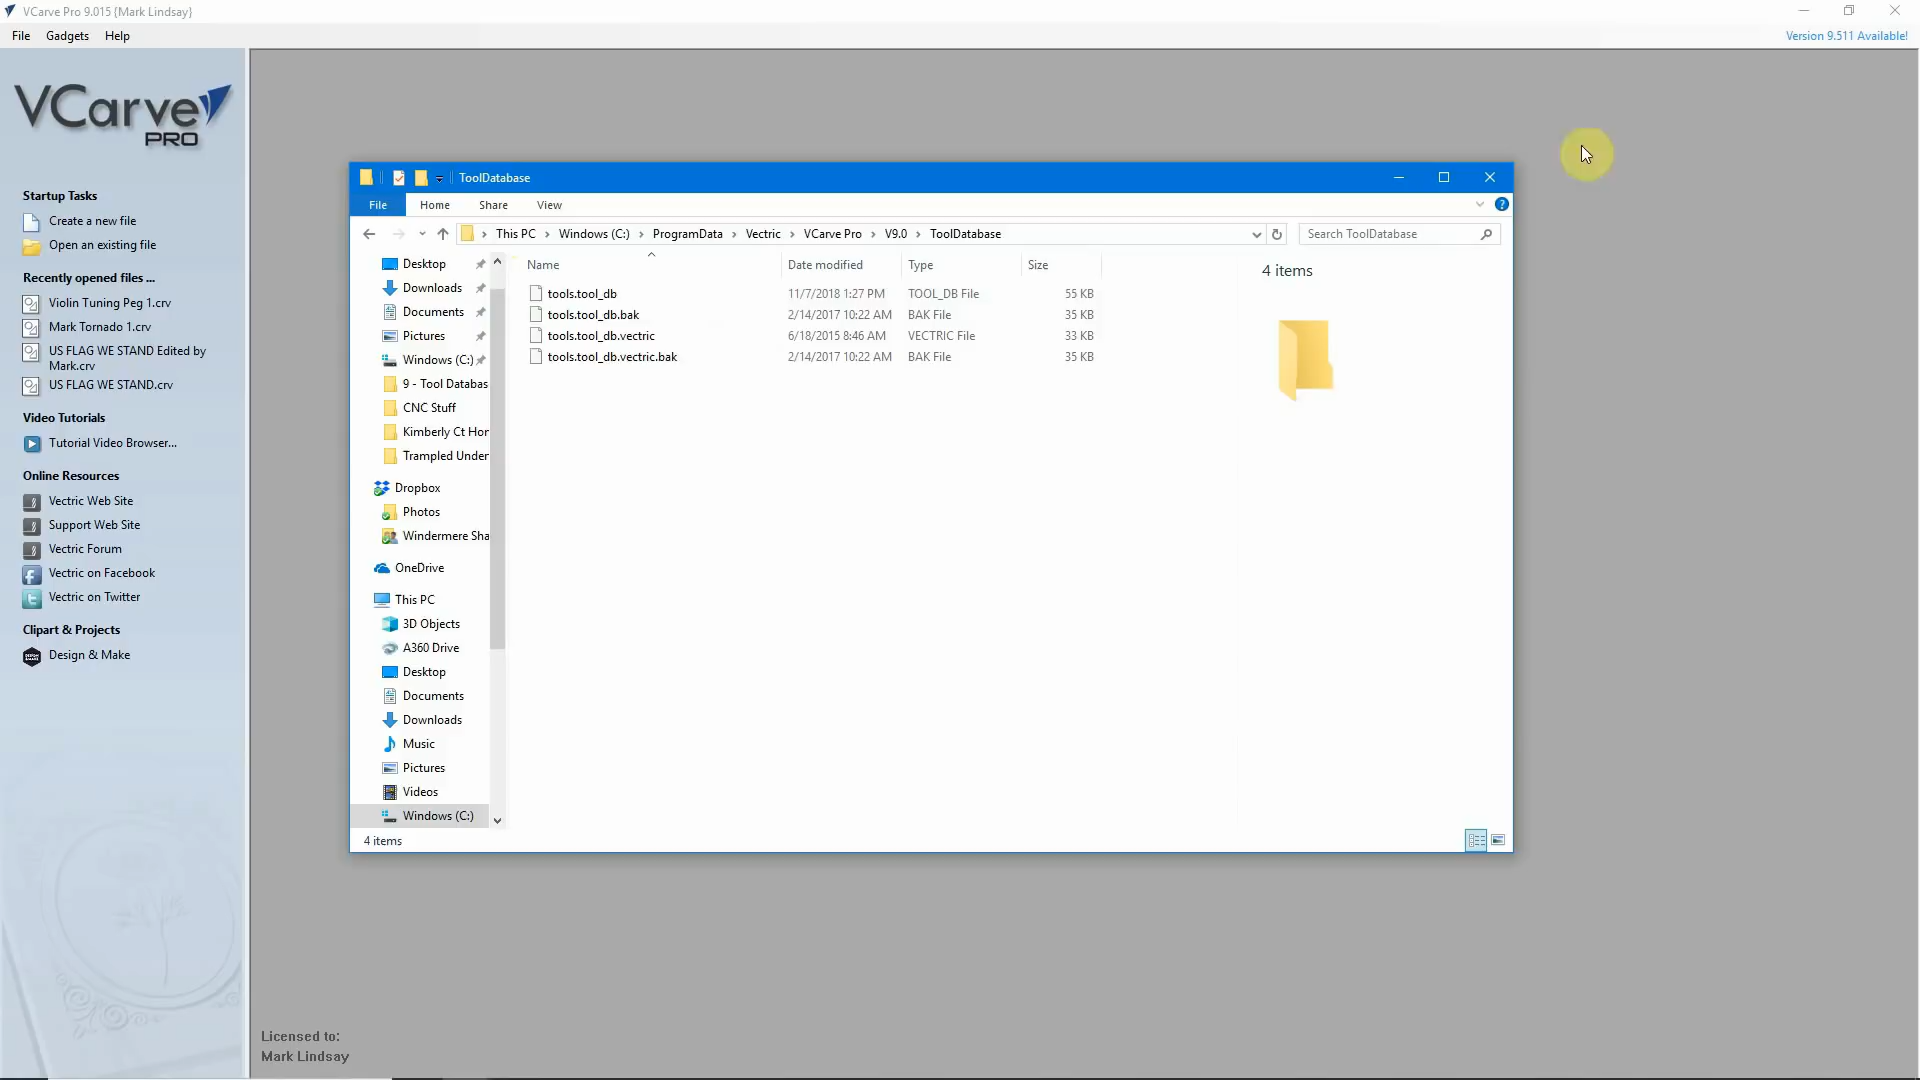 VCarve Pro 9.015 {Mark Lindsay}
File Gadgets Help
Version 9.511 Available!
VCarve
PRO
Startup Tasks
Create a new file
Open an existing file
Recently opened files ...
Violin Tuning Peg 1.crv
Mark Tornado 1.crv
US FLAG WE STAND Edited by
Mark.crv
US FLAG WE STAND.crv
Video Tutorials
Tutorial Video Browser...
Online Resources
Vectric Web Site
Support Web Site
Vectric Forum
Vectric on Facebook
Vectric on Twitter
Clipart & Projects
Design & Make
ToolDatabase
File Home Share View
This PC > Windows (C:) > ProgramData > Vectric > VCarve Pro > V9.0 > ToolDatabase
Search ToolDatabase
Desktop
Downloads
Documents
Pictures
Windows (C:)
9 - Tool Databas
CNC Stuff
Kimberly Ct Hor
Trampled Under
Dropbox
Photos
Windermere Sha
OneDrive
This PC
3D Objects
A360 Drive
Desktop
Documents
Downloads
Music
Pictures
Videos
Windows (C:)
Name Date modified Type Size
tools.tool_db 11/7/2018 1:27 PM TOOL_DB File 55 KB
tools.tool_db.bak 2/14/2017 10:22 AM BAK File 35 KB
tools.tool_db.vectric 6/18/2015 8:46 AM VECTRIC File 33 KB
tools.tool_db.vectric.bak 2/14/2017 10:22 AM BAK File 35 KB
4 items
4 items
Licensed to:
Mark Lindsay